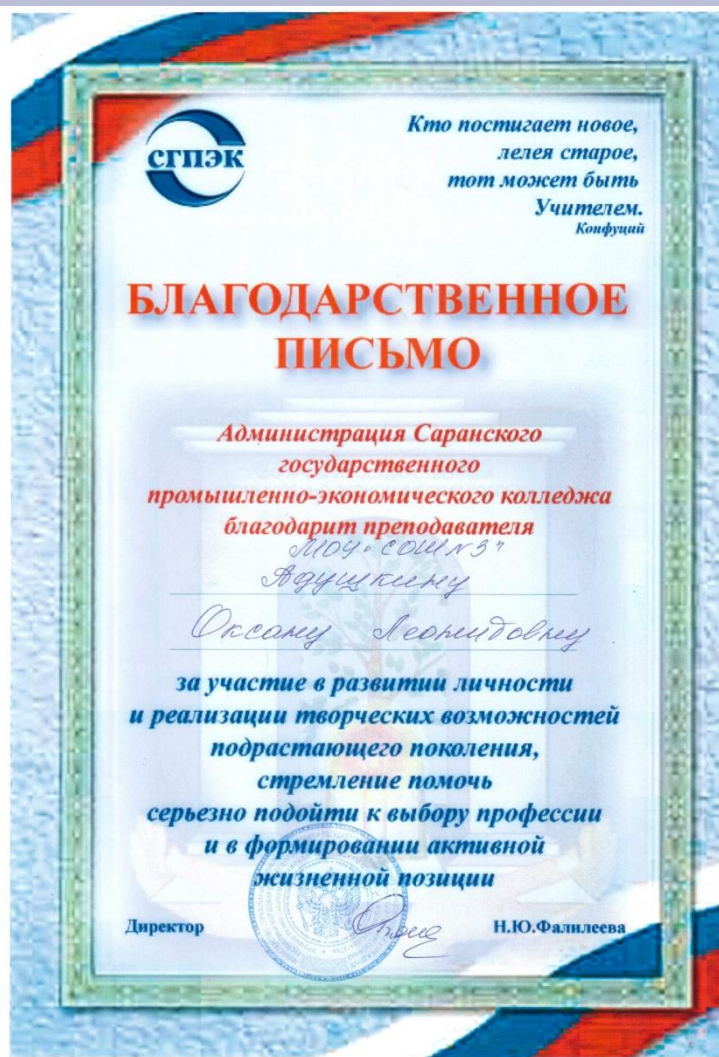 СГПЭК
Кто постигает новое,
лелея старое,
тот может быть
Учителем.
Конфуций
БЛАГОДАРСТВЕННОЕ
ПИСЬМО
Администрация Саранского
государственного
промышленно-экономического колледжа
благодарит преподавателя
МОУ "СОШ №3"
Адушкину
Оксану Леонидовну
за участие в развитии личности
и реализации творческих возможностей
подрастающего поколения,
стремление помочь
серьезно подойти к выбору профессии
и в формировании активной
жизненной позиции
Директор Н.Ю.Фалилеева